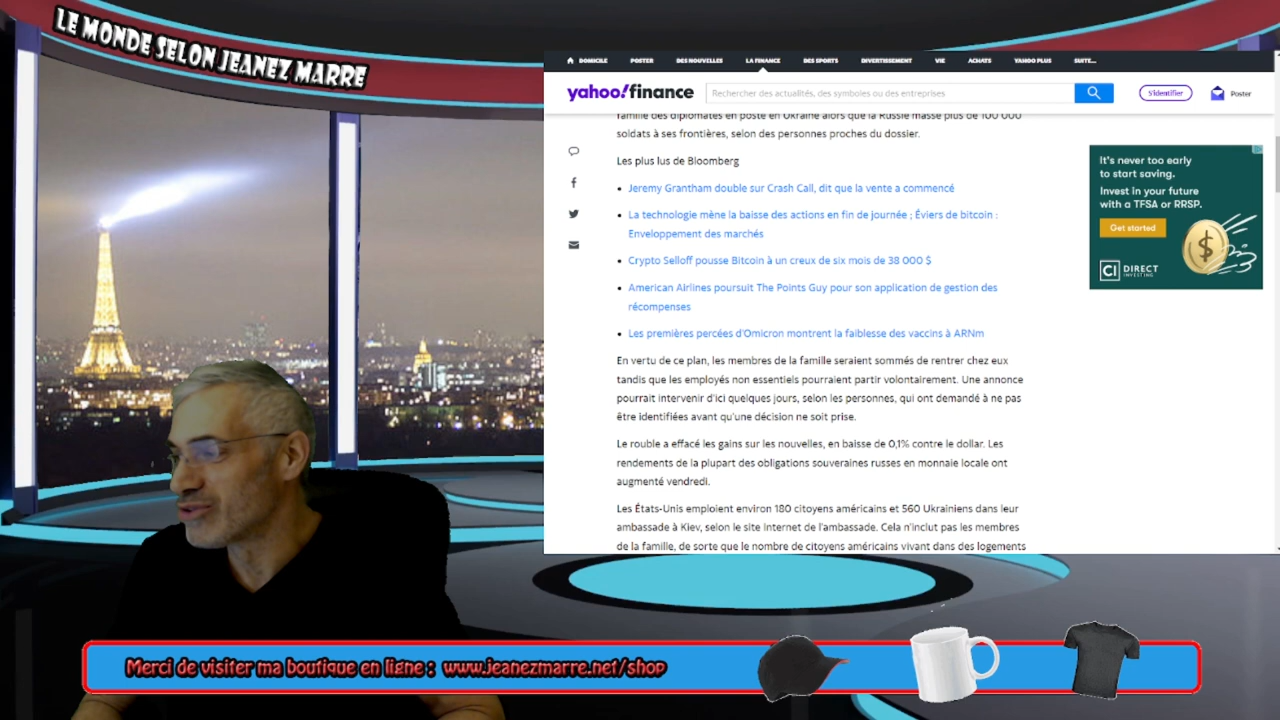 LE MONDE SELON JEANEZ MARRE
DOMICILE POSTER DES NOUVELLES LA FINANCE DES SPORTS DIVERTISSEMENT VIE ACHATS YAHOO PLUS SUITE...
yahoo!finance
Rechercher des actualités, des symboles ou des entreprises
S'identifier
Poster
famille des diplomates en poste en Ukraine alors que la Russie masse plus de 100 000
soldats à ses frontières, selon des personnes proches du dossier.
Les plus lus de Bloomberg
Jeremy Grantham double sur Crash Call, dit que la vente a commencé
La technologie mène la baisse des actions en fin de journée ; Éviers de bitcoin :
Enveloppement des marchés
Crypto Selloff pousse Bitcoin à un creux de six mois de 38 000 $
American Airlines poursuit The Points Guy pour son application de gestion des
récompenses
Les premières percées d'Omicron montrent la faiblesse des vaccins à ARNm
En vertu de ce plan, les membres de la famille seraient sommés de rentrer chez eux
tandis que les employés non essentiels pourraient partir volontairement. Une annonce
pourrait intervenir d'ici quelques jours, selon les personnes, qui ont demandé à ne pas
être identifiées avant qu'une décision ne soit prise.
Le rouble a effacé les gains sur les nouvelles, en baisse de 0,1% contre le dollar. Les
rendements de la plupart des obligations souveraines russes en monnaie locale ont
augmenté vendredi.
Les États-Unis emploient environ 180 citoyens américains et 560 Ukrainiens dans leur
ambassade à Kiev, selon le site Internet de l'ambassade. Cela n'inclut pas les membres
de la famille, de sorte que le nombre de citoyens américains vivant dans des logements
It's never too early
to start saving.
Invest in your future
with a TFSA or RRSP.
Get started
CI DIRECT
INVESTING
Merci de visiter ma boutique en ligne : www.jeanezmarre.net/shop